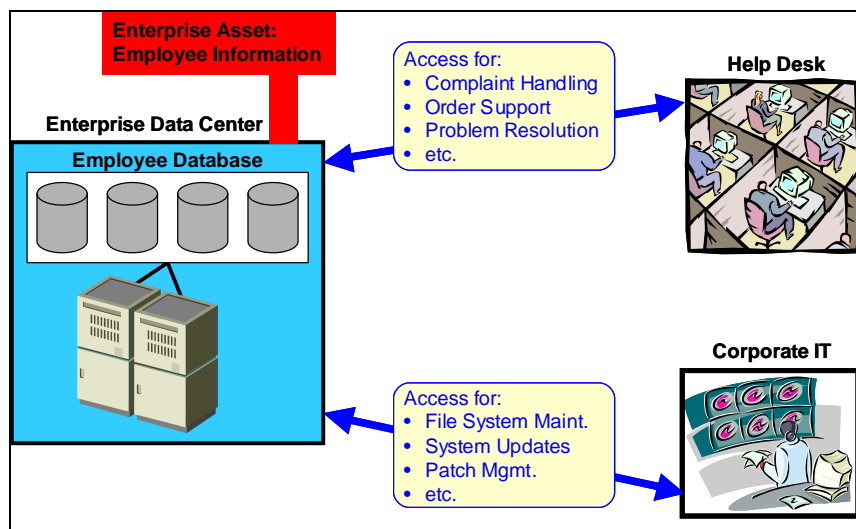 Enterprise Asset:
Employee Information
Enterprise Data Center
Employee Database
Access for:
• Complaint Handling
• Order Support
• Problem Resolution
• etc.
Help Desk
Access for:
• File System Maint.
• System Updates
• Patch Mgmt.
• etc.
Corporate IT